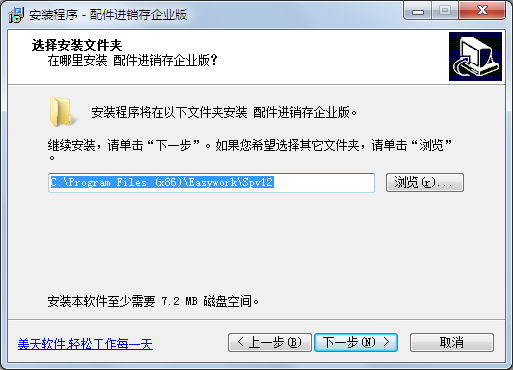 安装程序 - 配件进销存企业版
选择安装文件夹
在哪里安装 配件进销存企业版?
安装程序将在以下文件夹安装 配件进销存企业版。
继续安装，请单击“下一步”。如果您希望选择其它文件夹，请单击“浏览”
。
C:\Program Files (x86)\Easywork\Spv12
浏览(r)...
安装本软件至少需要 7.2 MB 磁盘空间。
美天软件,轻松工作每一天
< 上一步(B)
下一步(N) >
取消